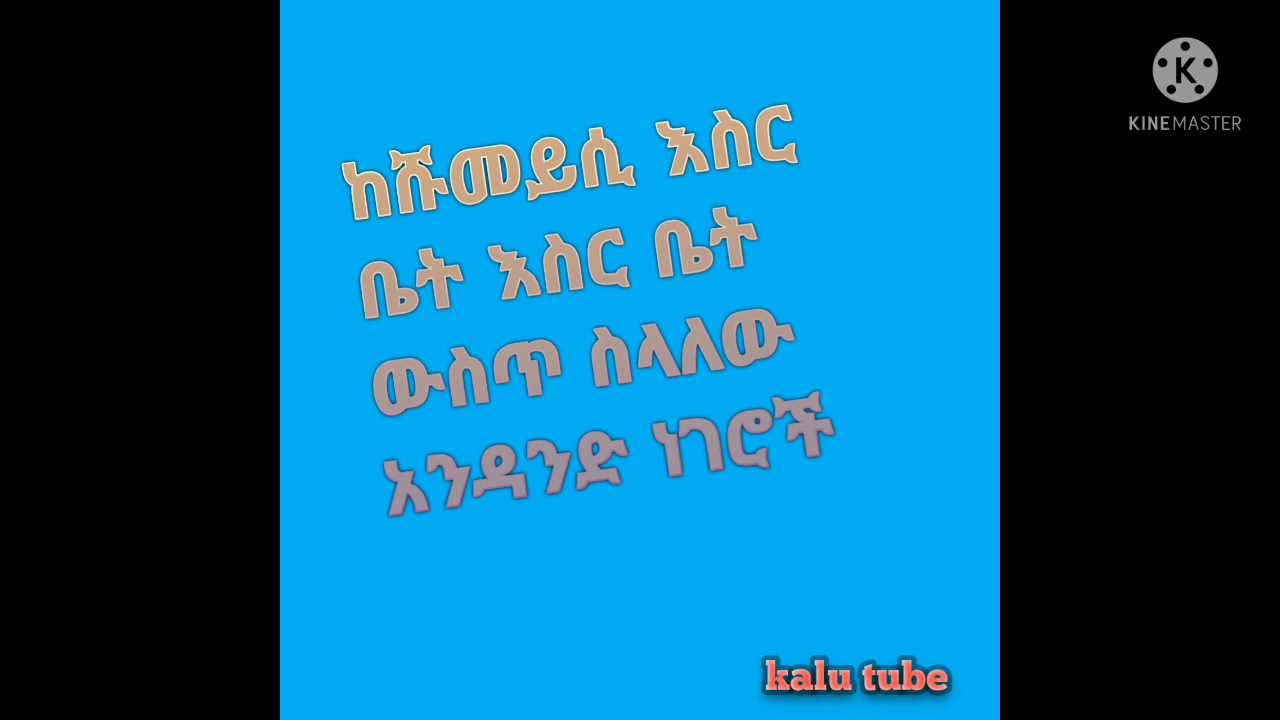 ከሹመይሲ እስር
ቤት እስር ቤት
ውስጥ ስላለው
አንዳንድ ነገሮች
kalu tube
K
KINEMASTER